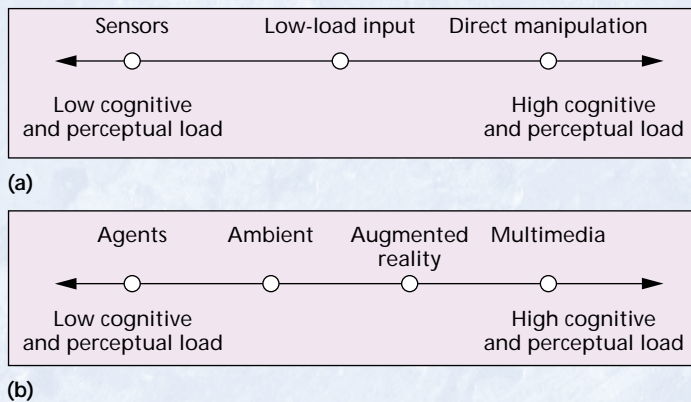 Sensors Low-load input Direct manipulation
Low cognitive High cognitive
and perceptual load and perceptual load
(a)
Agents Ambient Augmented Multimedia
reality
Low cognitive High cognitive
and perceptual load and perceptual load
(b)